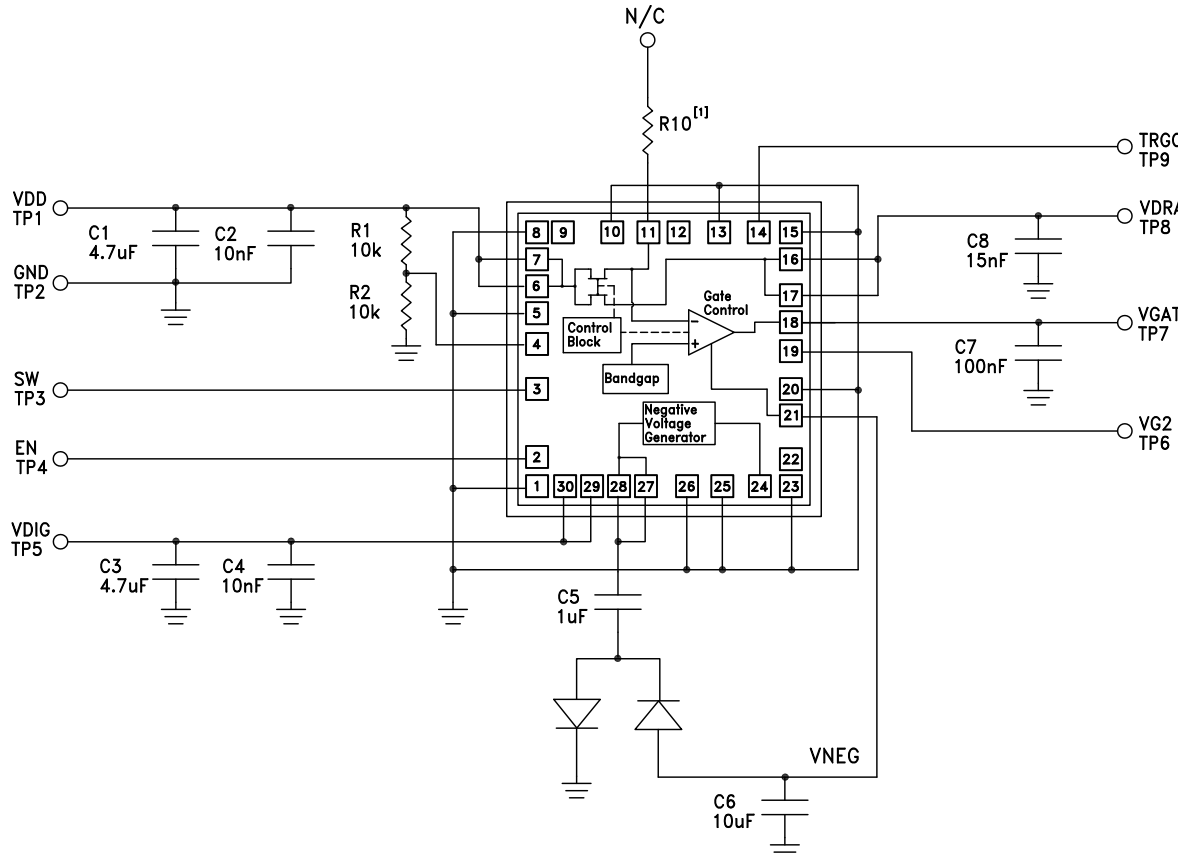 N/C
R10[1]
TRGO
TP9
VDD
TP1
C1
4.7uF
C2
10nF
R1
10k
GND
TP2
R2
10k
8
9
10
11
12
13
14
15
7
6
5
4
3
2
1
16
17
18
19
20
21
22
23
30
29
28
27
26
25
24
Gate
Control
Control
Block
Bandgap
Negative
Voltage
Generator
-
+
VDRA
TP8
C8
15nF
VGAT
TP7
C7
100nF
VG2
TP6
SW
TP3
EN
TP4
VDIG
TP5
C3
4.7uF
C4
10nF
C5
1uF
VNEG
C6
10uF